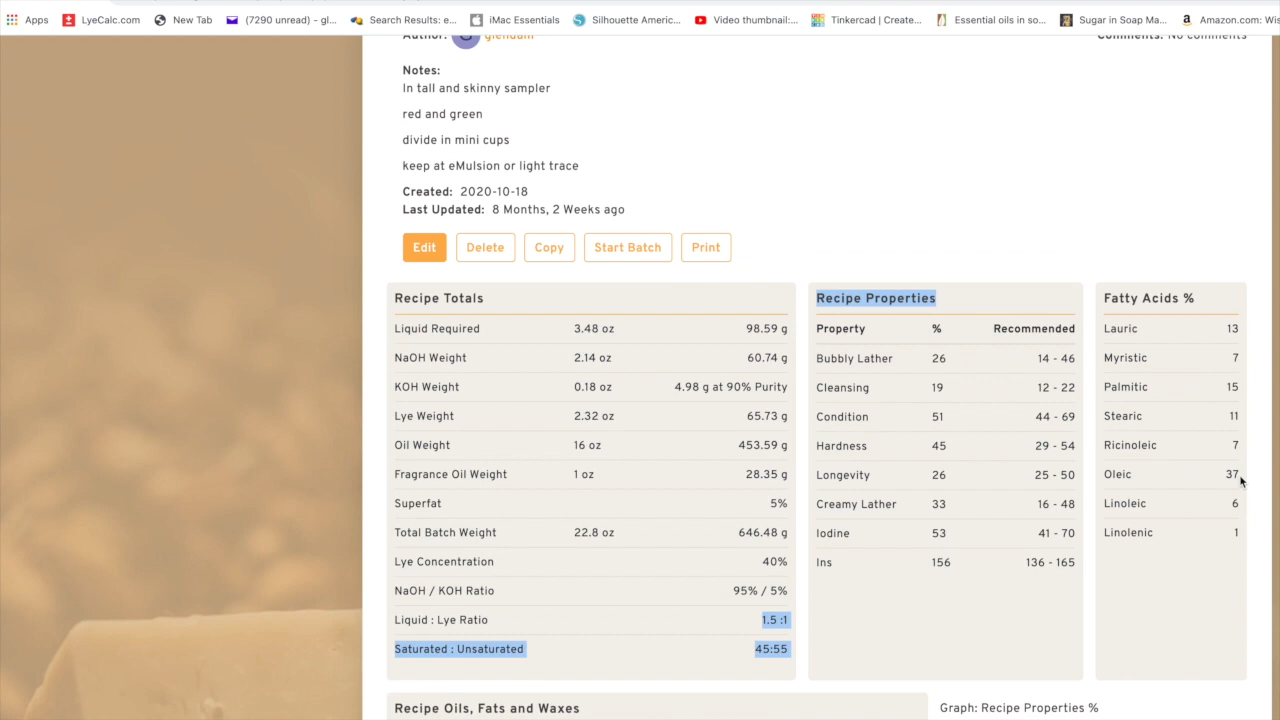 Apps LyeCalc.com New Tab (7290 unread) - gl... Search Results: e... iMac Essentials Silhouette Americ... Video thumbnail:... Tinkercad | Create... Essential oils in so... Sugar in Soap Ma... Amazon.com: Wis
Author: glendam Comments: No comments
Notes:
In tall and skinny sampler
red and green
divide in mini cups
keep at eMulsion or light trace
Created: 2020-10-18
Last Updated: 8 Months, 2 Weeks ago
Edit Delete Copy Start Batch Print
Recipe Totals
Liquid Required 3.48 oz 98.59 g
NaOH Weight 2.14 oz 60.74 g
KOH Weight 0.18 oz 4.98 g at 90% Purity
Lye Weight 2.32 oz 65.73 g
Oil Weight 16 oz 453.59 g
Fragrance Oil Weight 1 oz 28.35 g
Superfat 5%
Total Batch Weight 22.8 oz 646.48 g
Lye Concentration 40%
NaOH / KOH Ratio 95% / 5%
Liquid : Lye Ratio 1.5 :1
Saturated : Unsaturated 45:55
Recipe Properties
Property % Recommended
Bubbly Lather 26 14 - 46
Cleansing 19 12 - 22
Condition 51 44 - 69
Hardness 45 29 - 54
Longevity 26 25 - 50
Creamy Lather 33 16 - 48
Iodine 53 41 - 70
Ins 156 136 - 165
Fatty Acids %
Lauric 13
Myristic 7
Palmitic 15
Stearic 11
Ricinoleic 7
Oleic 37
Linoleic 6
Linolenic 1
Recipe Oils, Fats and Waxes
Graph: Recipe Properties %